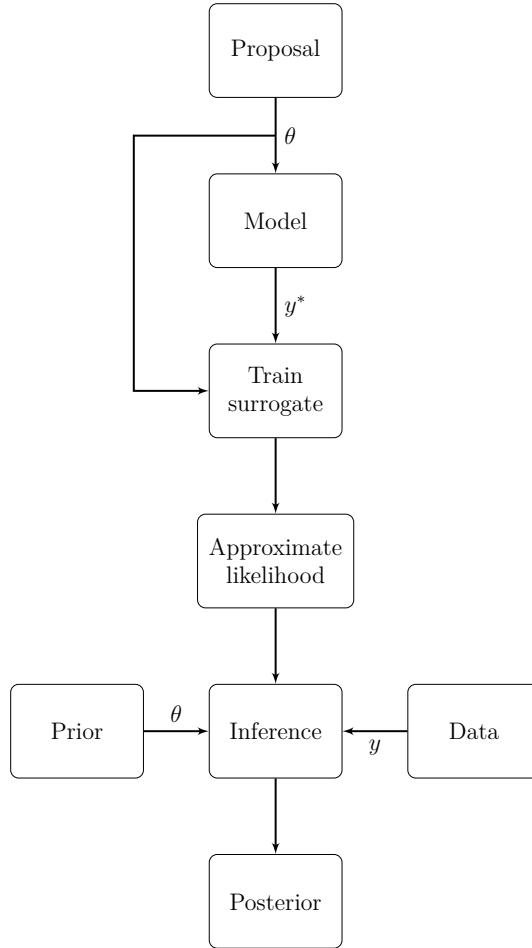 Proposal
θ
Model
y*
Train
surrogate
Approximate
likelihood
Prior
θ
Inference
y
Data
Posterior